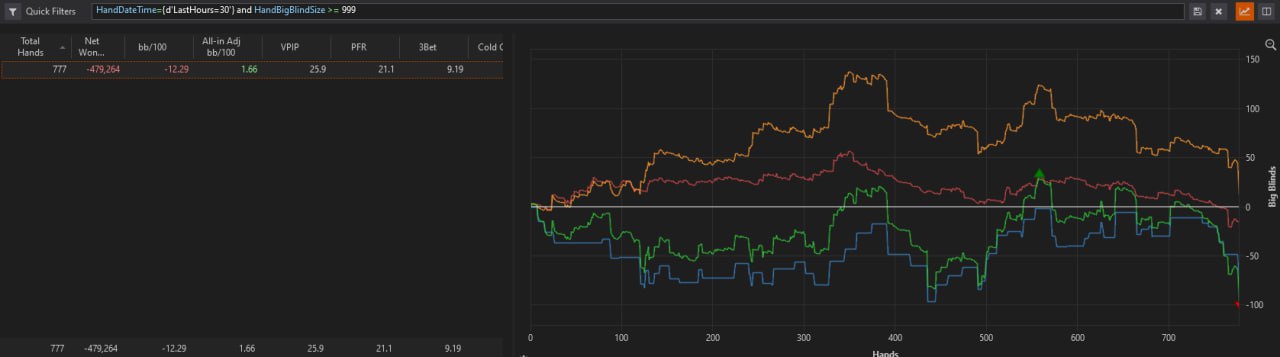 Quick Filters HandDateTime={d'LastHours=30'} and HandBigBlindSize >= 999
Total Hands Net Won... bb/100 All-in Adj bb/100 VPIP PFR 3Bet Cold C
777 -479,264 -12.29 1.66 25.9 21.1 9.19
150
100
50
0
-50
-100
Big Blinds
0 100 200 300 400 500 600 700
Hands
777 -479,264 -12.29 1.66 25.9 21.1 9.19